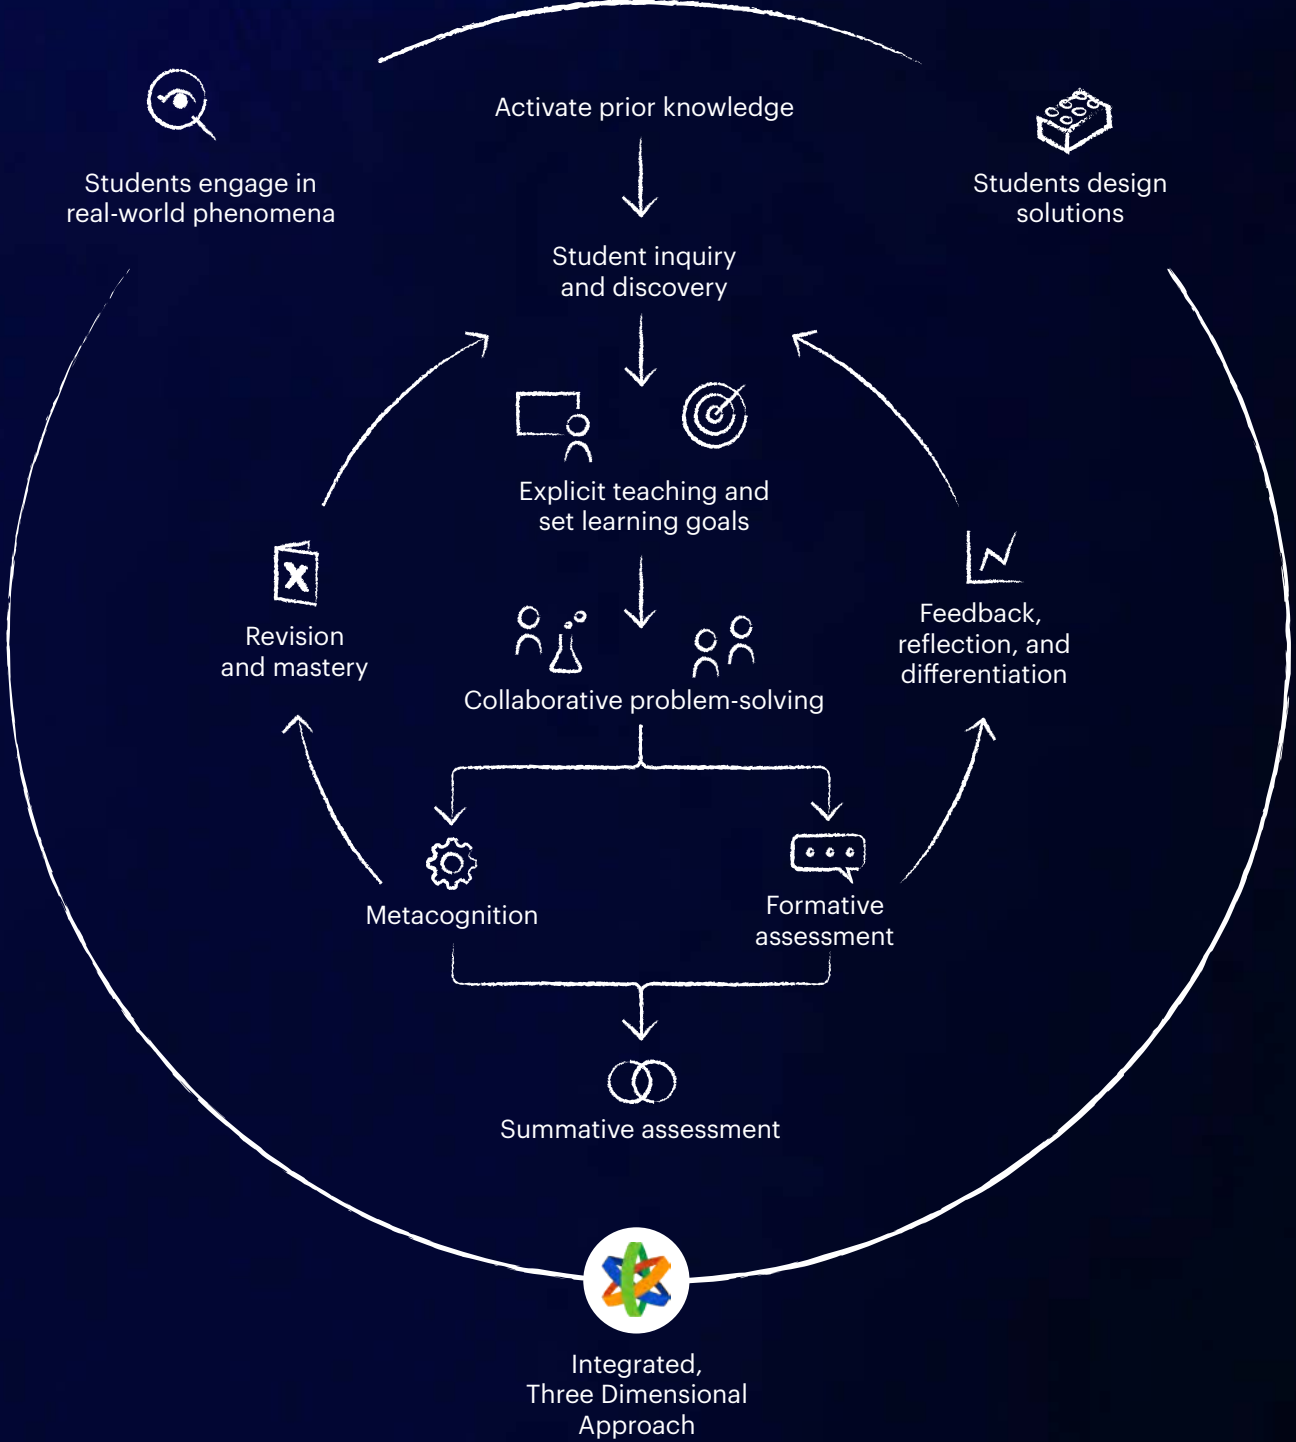 Activate prior knowledge
Students engage in
real-world phenomena
Students design
solutions
Student inquiry
and discovery
Explicit teaching and
set learning goals
Revision
and mastery
Feedback,
reflection, and
differentiation
Collaborative problem-solving
Metacognition
Formative
assessment
Summative assessment
Integrated,
Three Dimensional
Approach